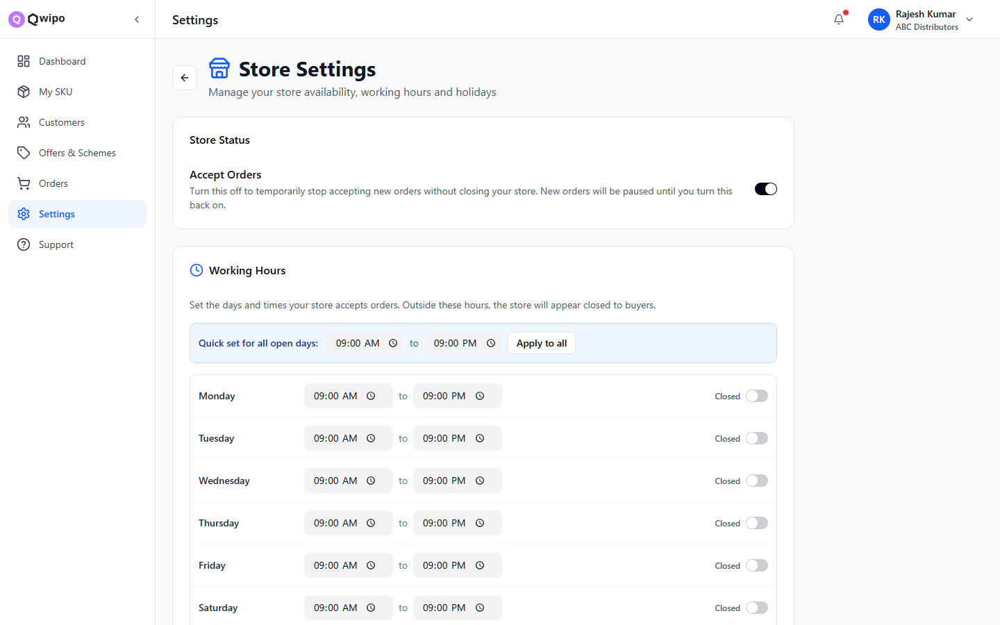 Qwipo
Settings
RK
Rajesh Kumar
ABC Distributors
Dashboard
My SKU
Customers
Offers & Schemes
Orders
Settings
Support
Store Settings
Manage your store availability, working hours and holidays
Store Status
Accept Orders
Turn this off to temporarily stop accepting new orders without closing your store. New orders will be paused until you turn this
back on.
Working Hours
Set the days and times your store accepts orders. Outside these hours, the store will appear closed to buyers.
Quick set for all open days: 09:00 AM to 09:00 PM Apply to all
Monday 09:00 AM to 09:00 PM Closed
Tuesday 09:00 AM to 09:00 PM Closed
Wednesday 09:00 AM to 09:00 PM Closed
Thursday 09:00 AM to 09:00 PM Closed
Friday 09:00 AM to 09:00 PM Closed
Saturday 09:00 AM to 09:00 PM Closed